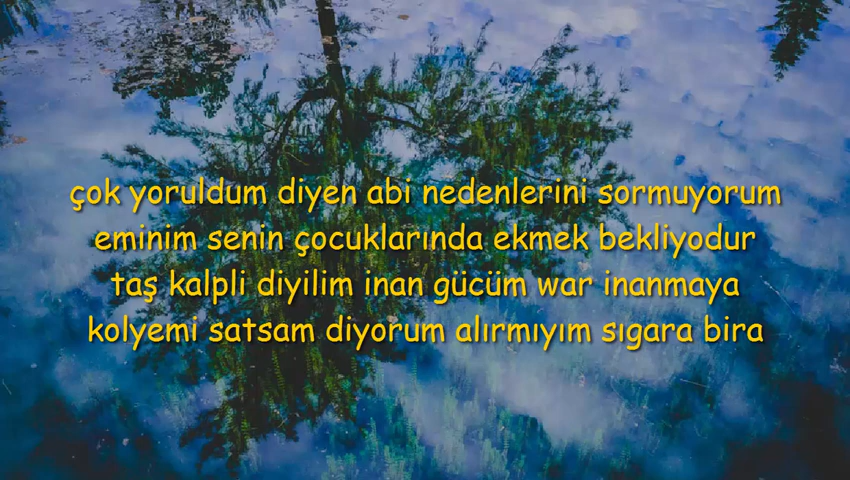 çok yoruldum diyen abi nedenlerini sormuyorum
eminim senin çocuklarında ekmek bekliyodur
taş kalpli diyilim inan gücüm war inanmaya
kolyemi satsam diyorum alırmıyım sıgara bira